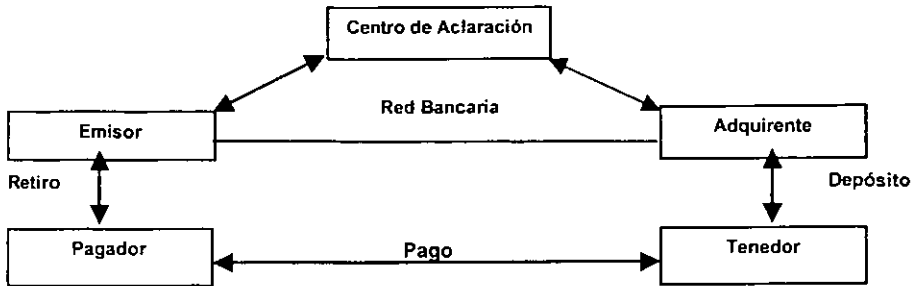 Centro de Aclaración
Red Bancaria
Emisor
Adquirente
Retiro
Depósito
Pagador
Pago
Tenedor